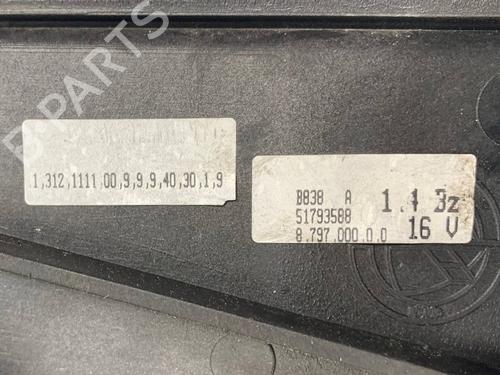 B-PARTS
1,312,1111,00,9,9,9,40,30,1,9
B838 A
51793588
8.797.000.0.0
1.4 Bz
16 V